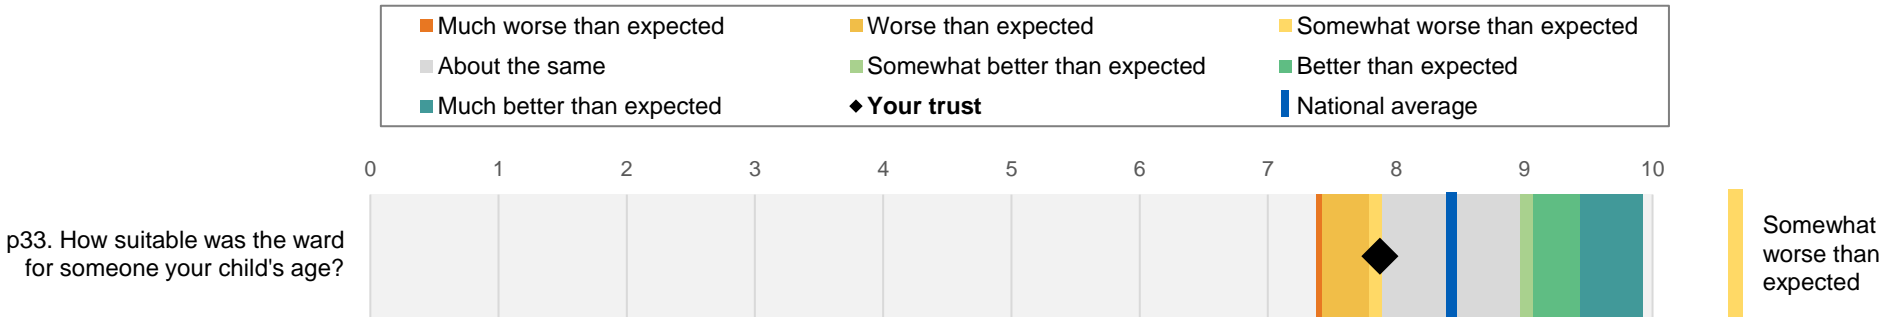 Much worse than expected
Worse than expected
Somewhat worse than expected
About the same
Somewhat better than expected
Better than expected
Much better than expected
Your trust
National average
0 1 2 3 4 5 6 7 8 9 10
p33. How suitable was the ward
for someone your child's age?
Somewhat
worse than
expected